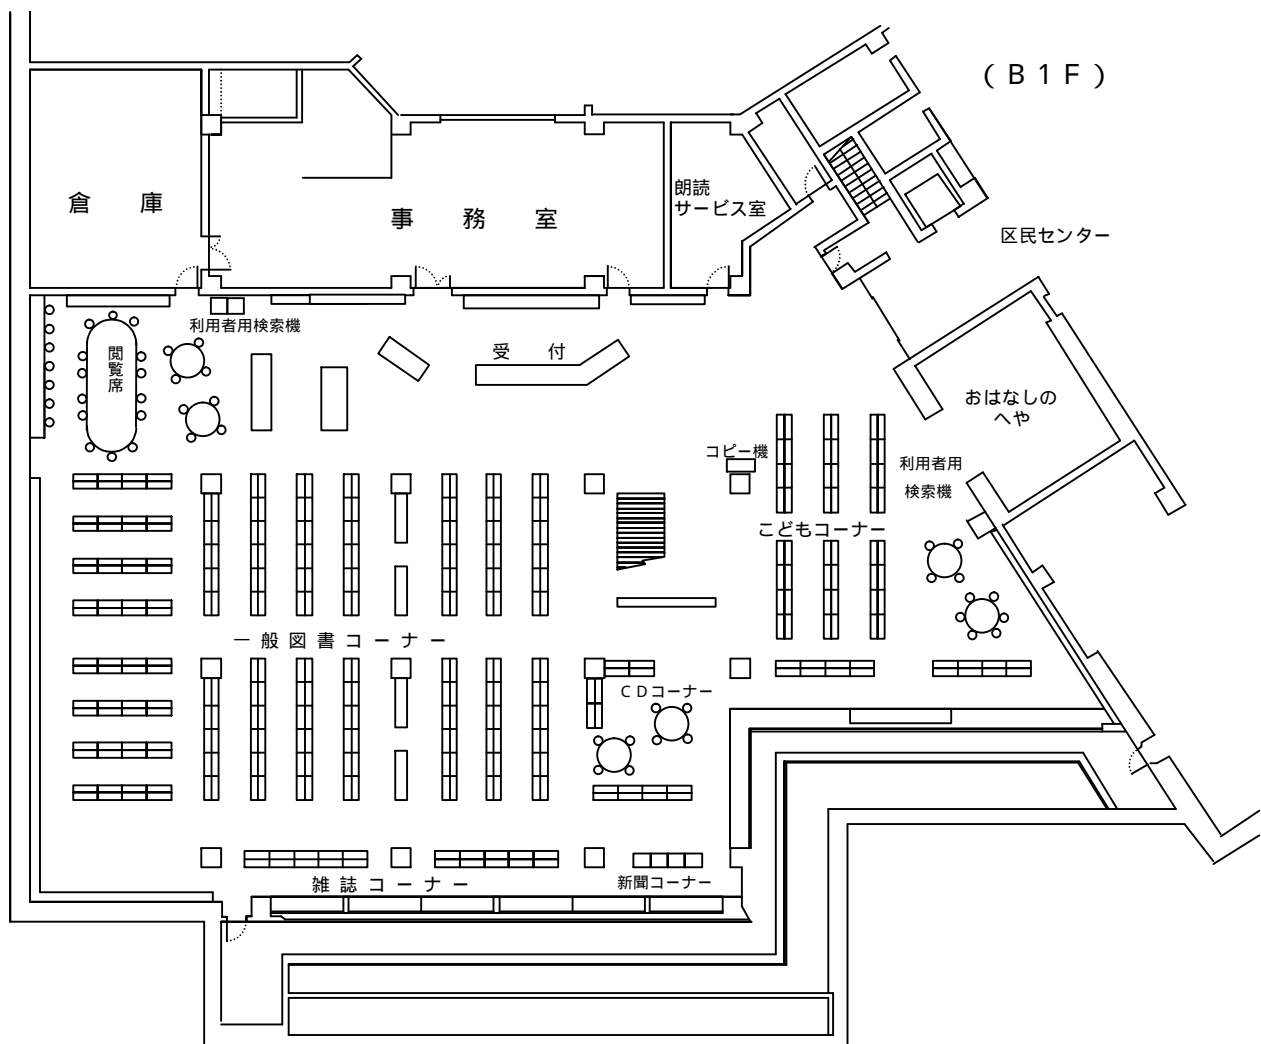 （Ｂ１Ｆ）
倉庫
事務室
朗読
サービス室
区民センター
利用者用検索機
閲覧席
受付
おはなしの
へや
コピー機
利用者用
検索機
こどもコーナー
一般図書コーナー
ＣＤコーナー
雑誌コーナー
新聞コーナー